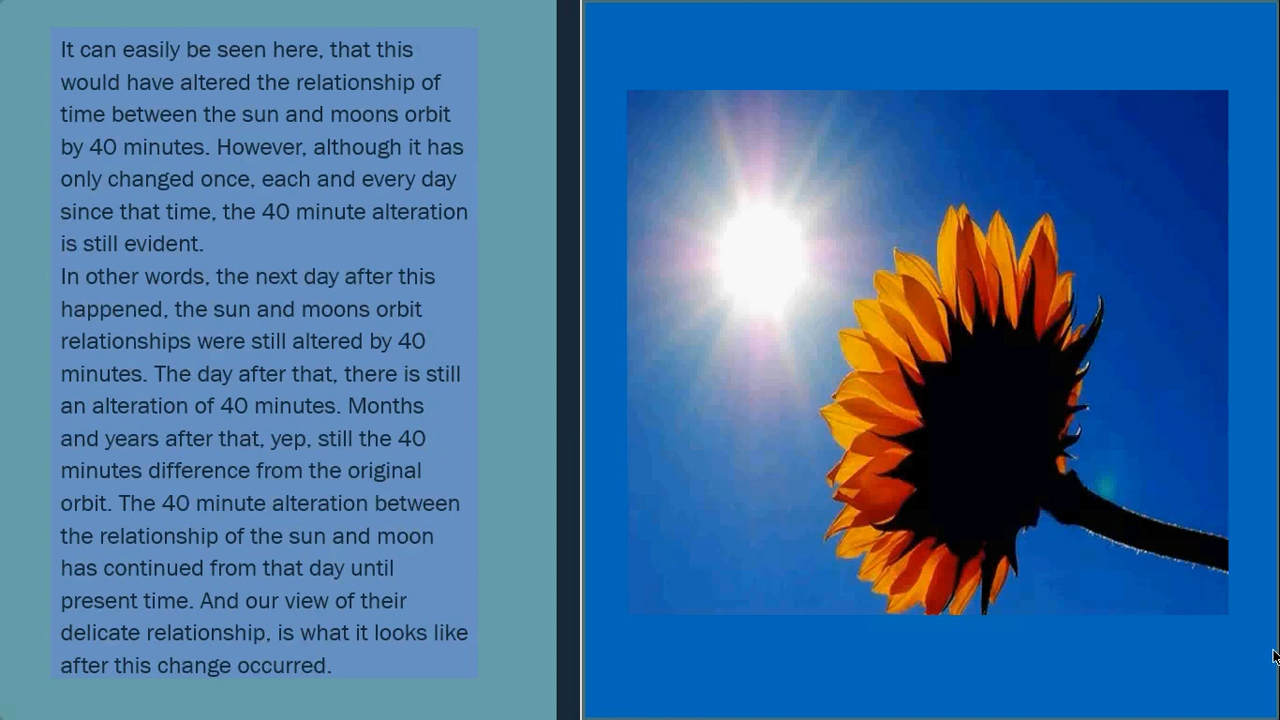 It can easily be seen here, that this
would have altered the relationship of
time between the sun and moons orbit
by 40 minutes. However, although it has
only changed once, each and every day
since that time, the 40 minute alteration
is still evident.
In other words, the next day after this
happened, the sun and moons orbit
relationships were still altered by 40
minutes. The day after that, there is still
an alteration of 40 minutes. Months
and years after that, yep, still the 40
minutes difference from the original
orbit. The 40 minute alteration between
the relationship of the sun and moon
has continued from that day until
present time. And our view of their
delicate relationship, is what it looks like
after this change occurred.